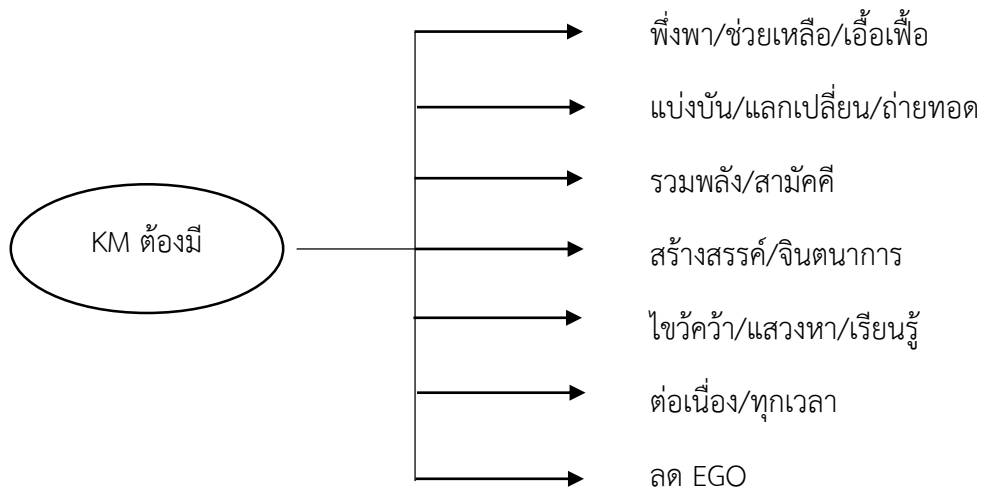 พึ่งพา/ช่วยเหลือ/เอื้อเฟื้อ
แบ่งบัน/แลกเปลี่ยน/ถ่ายทอด
รวมพลัง/สามัคคี
KM ต้องมี
สร้างสรรค์/จินตนาการ
ไขว้คว้า/แสวงหา/เรียนรู้
ต่อเนื่อง/ทุกเวลา
ลด EGO